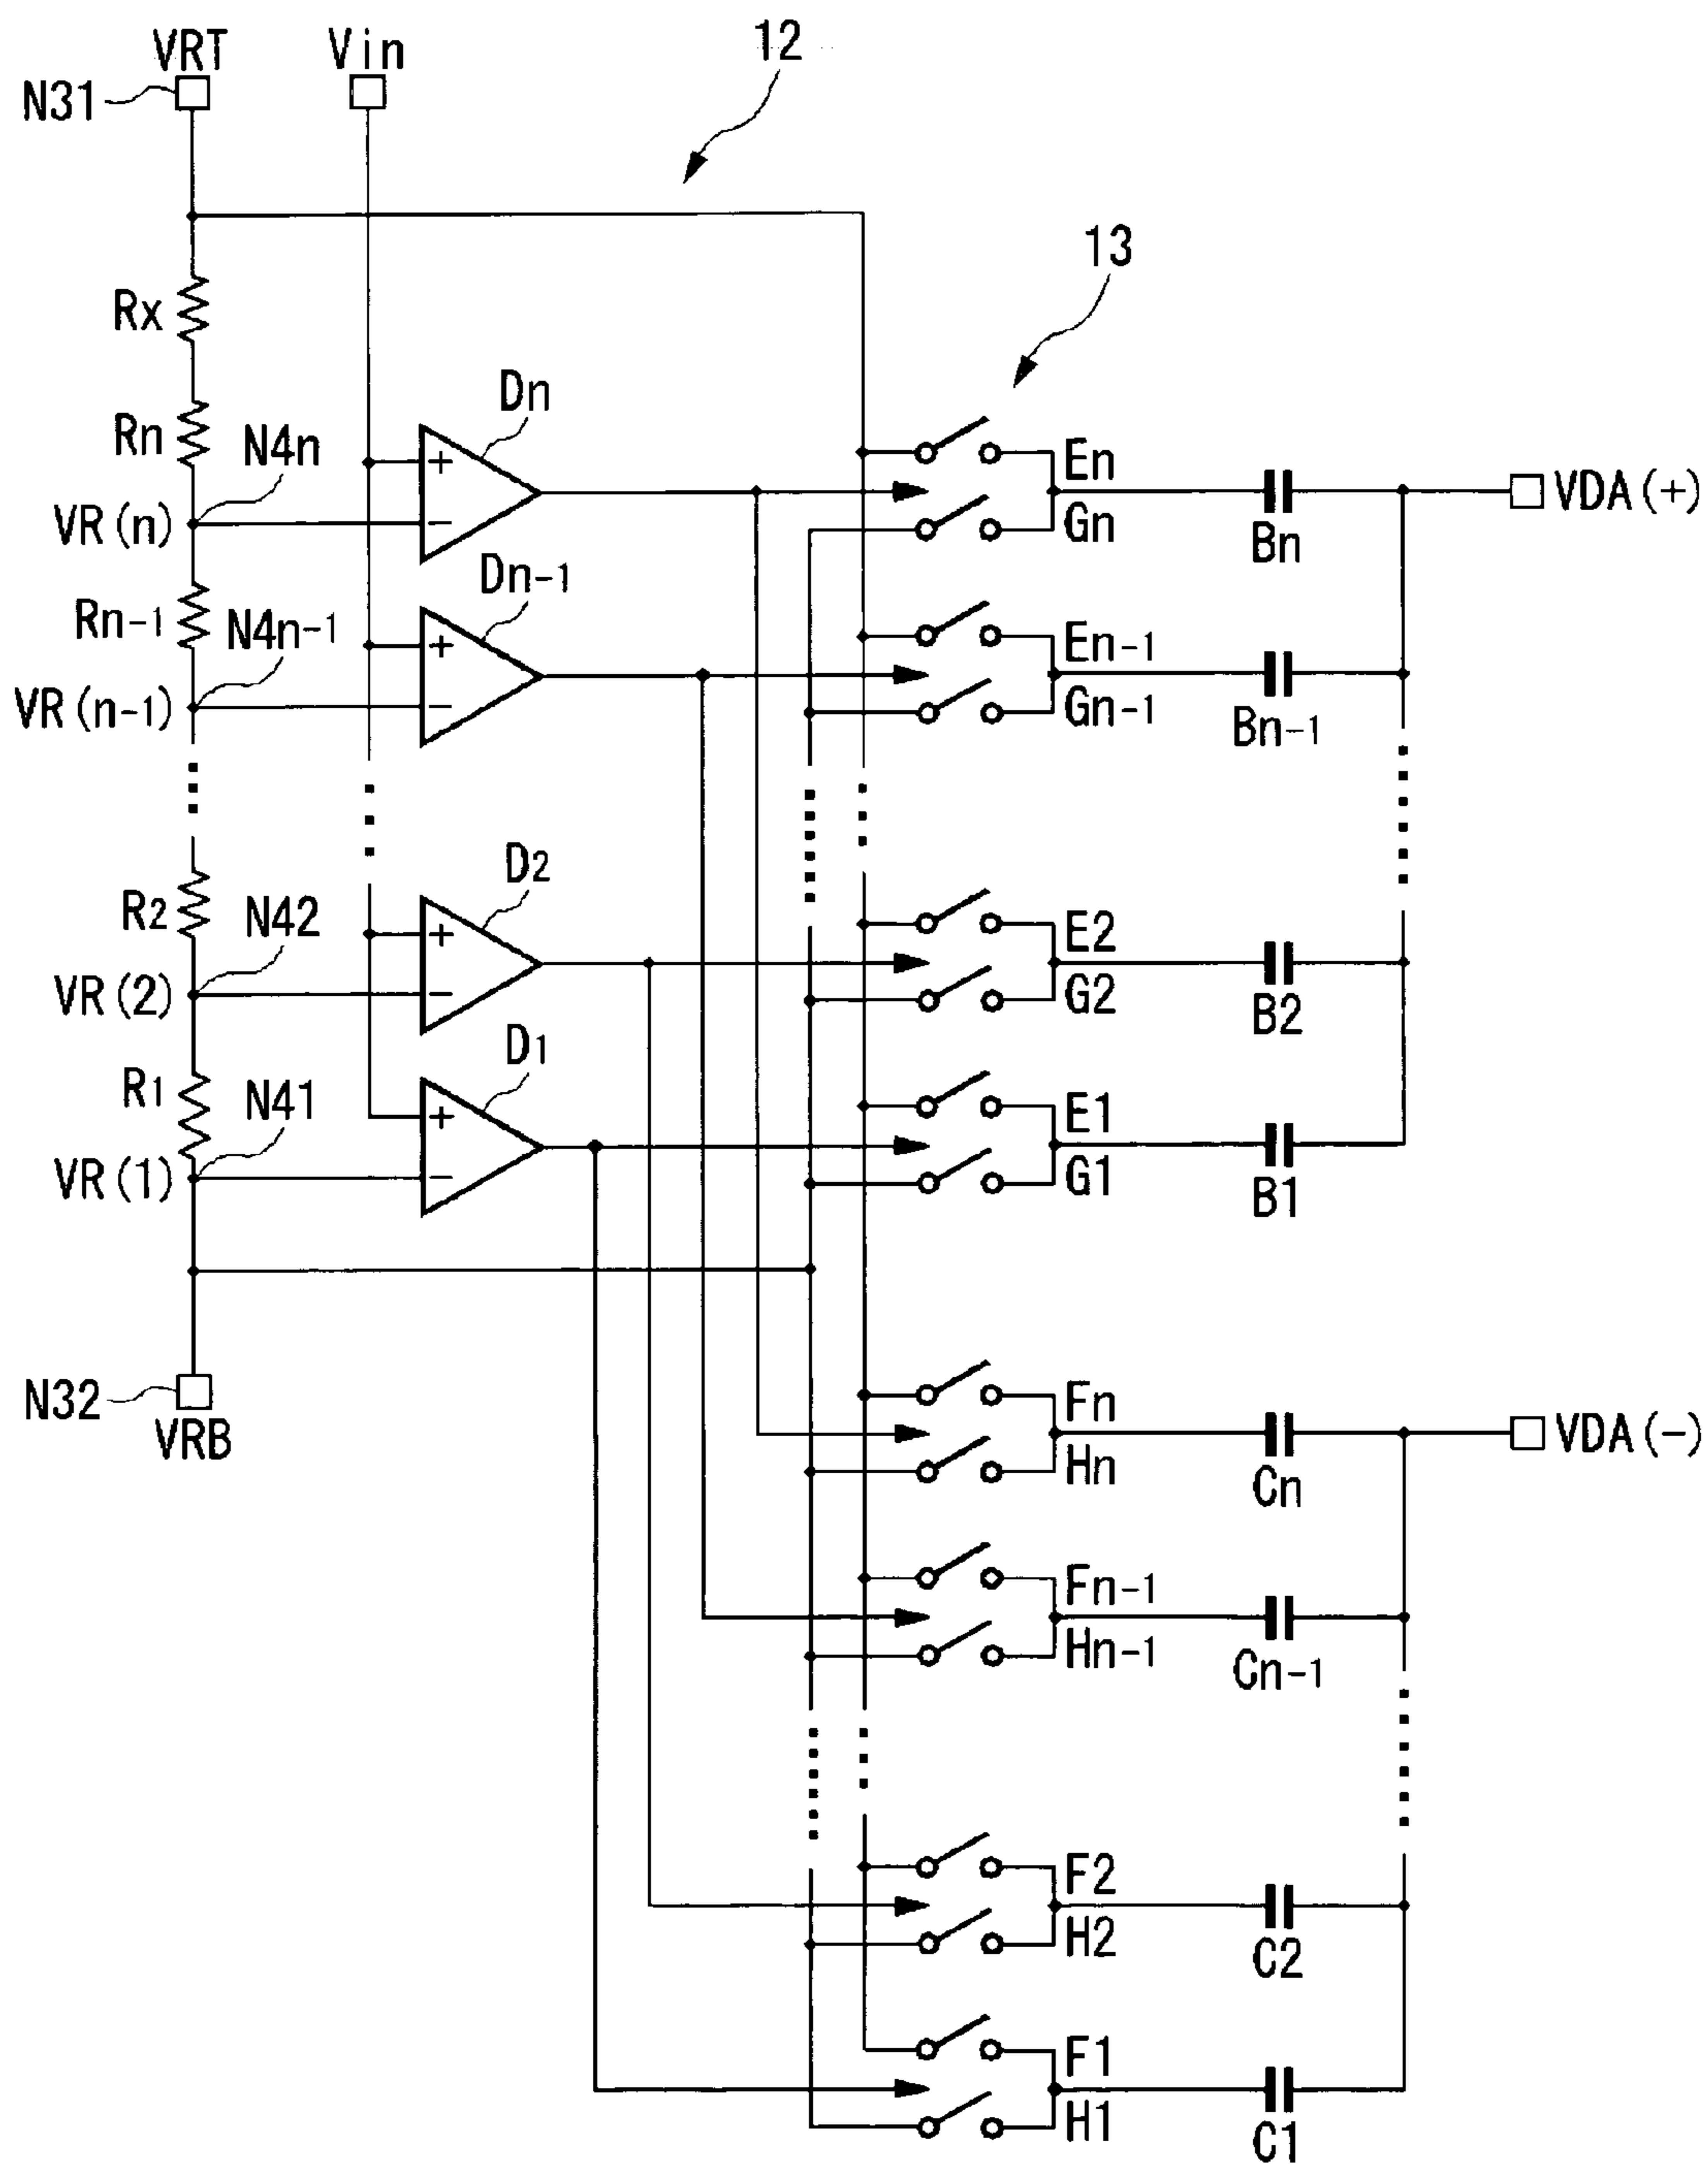 VRT
Vin
12
N31
13
Rx
Dn
Rn
N4n
+
-
En
Gn
Bn
VDA(+)
VR(n)
Dn-1
Rn-1
N4n-1
+
-
En-1
Gn-1
Bn-1
VR(n-1)
D2
R2
N42
+
-
E2
G2
B2
VR(2)
D1
R1
N41
+
-
E1
G1
B1
VR(1)
N32
VRB
Fn
Hn
Cn
VDA(-)
Fn-1
Hn-1
Cn-1
F2
H2
C2
F1
H1
C1